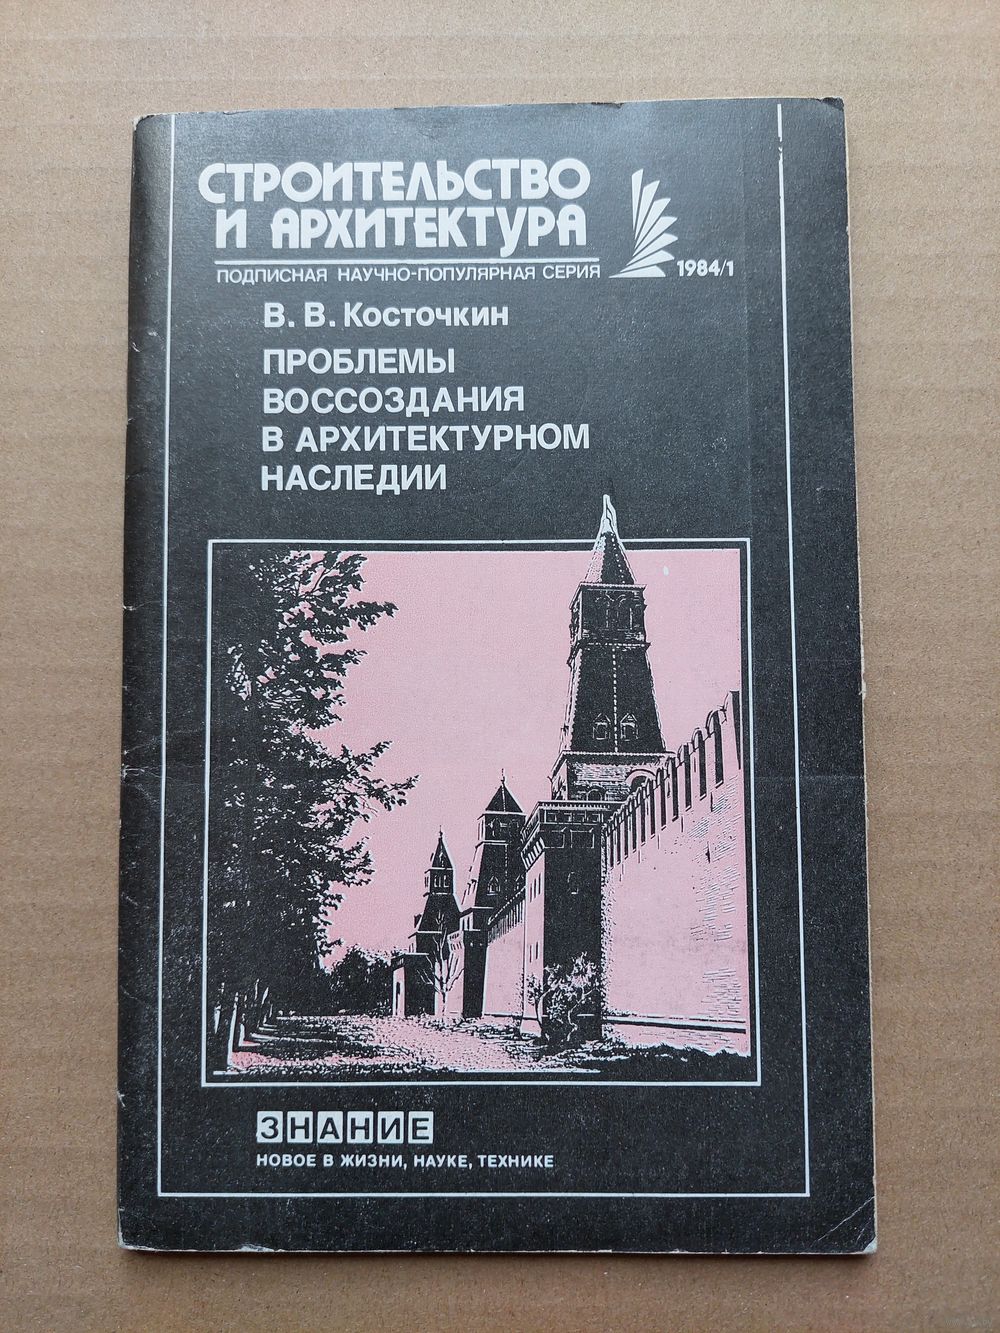 СТРОИТЕЛЬСТВО
И АРХИТЕКТУРА
ПОДПИСНАЯ НАУЧНО-ПОПУЛЯРНАЯ СЕРИЯ
1984/1
В. В. Косточкин
ПРОБЛЕМЫ
ВОССОЗДАНИЯ
В АРХИТЕКТУРНОМ
НАСЛЕДИИ
ЗНАНИЕ
НОВОЕ В ЖИЗНИ, НАУКЕ, ТЕХНИКЕ